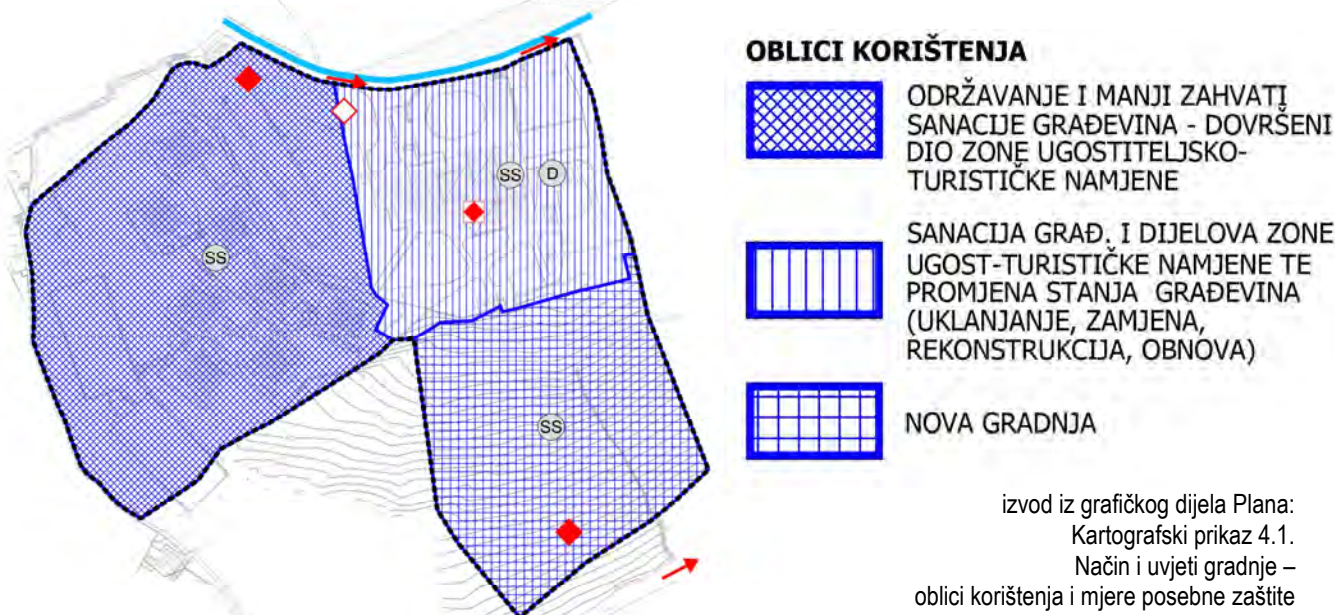 SS
D
SS
SS
OBLICI KORIŠTENJA
ODRŽAVANJE I MANJI ZAHVATI
SANACIJE GRAĐEVINA - DOVRŠENI
DIO ZONE UGOSTITELJSKO-
TURISTIČKE NAMJENE
SANACIJA GRAĐ. I DIJELOVA ZONE
UGOST-TURISTIČKE NAMJENE TE
PROMJENA STANJA GRAĐEVINA
(UKLANJANJE, ZAMJENA,
REKONSTRUKCIJA, OBNOVA)
NOVA GRADNJA
izvod iz grafičkog dijela Plana:
Kartografski prikaz 4.1.
Način i uvjeti gradnje –
oblici korištenja i mjere posebne zaštite